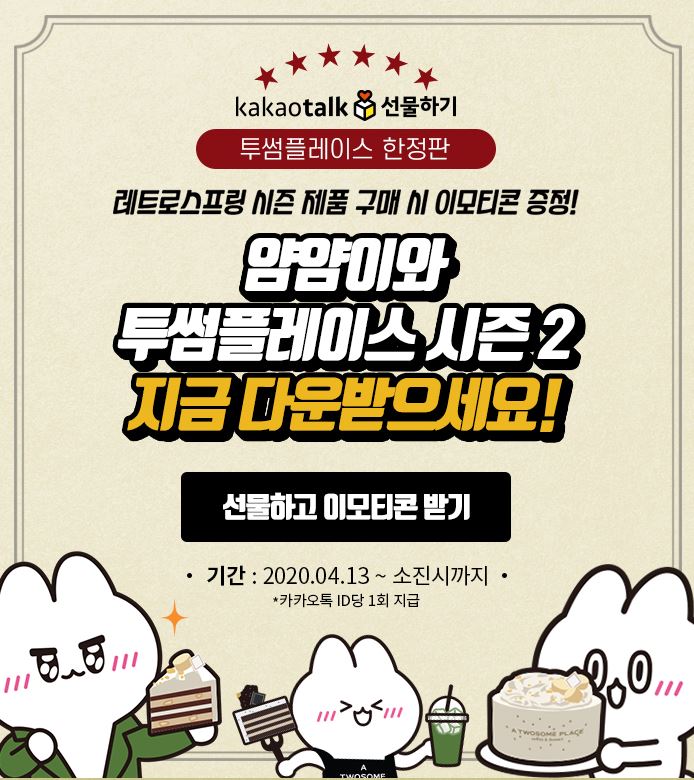 kakaotalk 선물하기
투썸플레이스 한정판
레트로스프링 시즌 제품 구매 시 이모티콘 증정!
얌얌이와
투썸플레이스 시즌 2
지금 다운받으세요!
선물하고 이모티콘 받기
• 기간 : 2020.04.13 ~ 소진시까지 •
*카카오톡 ID당 1회 지급
A TWOSOME PLACE
A
TWOSOME